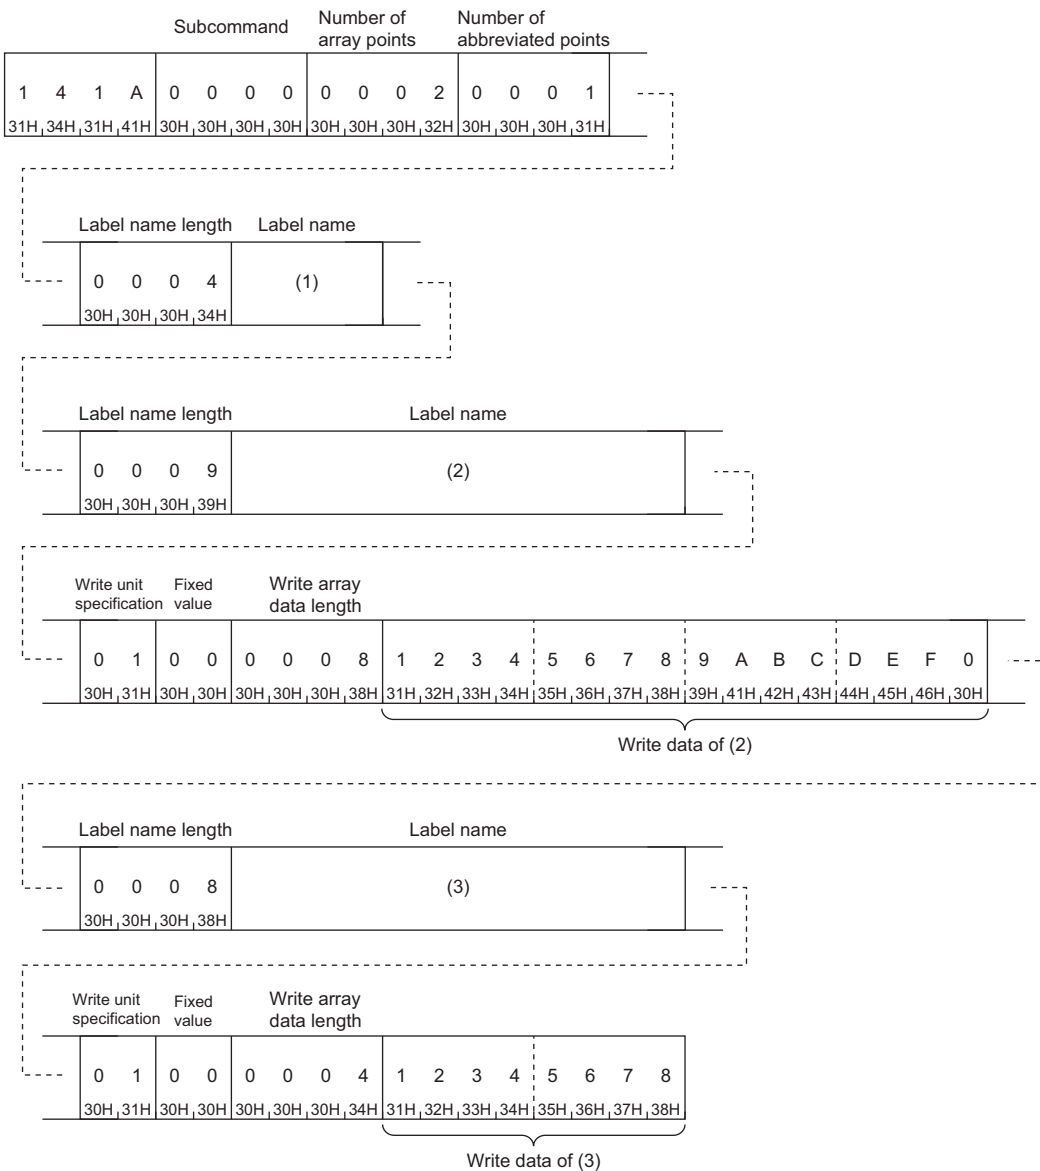 Subcommand Number of array points Number of abbreviated points
1 4 1 A 0 0 0 0 0 0 0 2 0 0 0 1
31H 34H 31H 41H 30H 30H 30H 30H 30H 30H 30H 32H 30H 30H 30H 31H
Label name length Label name
0 0 0 4 (1)
30H 30H 30H 34H
Label name length Label name
0 0 0 9 (2)
30H 30H 30H 39H
Write unit specification Fixed value Write array data length
0 1 0 0 0 0 0 8 1 2 3 4 5 6 7 8 9 A B C D E F 0
30H 31H 30H 30H 30H 30H 30H 38H 31H 32H 33H 34H 35H 36H 37H 38H 39H 41H 42H 43H 44H 45H 46H 30H
Write data of (2)
Label name length Label name
0 0 0 8 (3)
30H 30H 30H 38H
Write unit specification Fixed value Write array data length
0 1 0 0 0 0 0 4 1 2 3 4 5 6 7 8
30H 31H 30H 30H 30H 30H 30H 34H 31H 32H 33H 34H 35H 36H 37H 38H
Write data of (3)